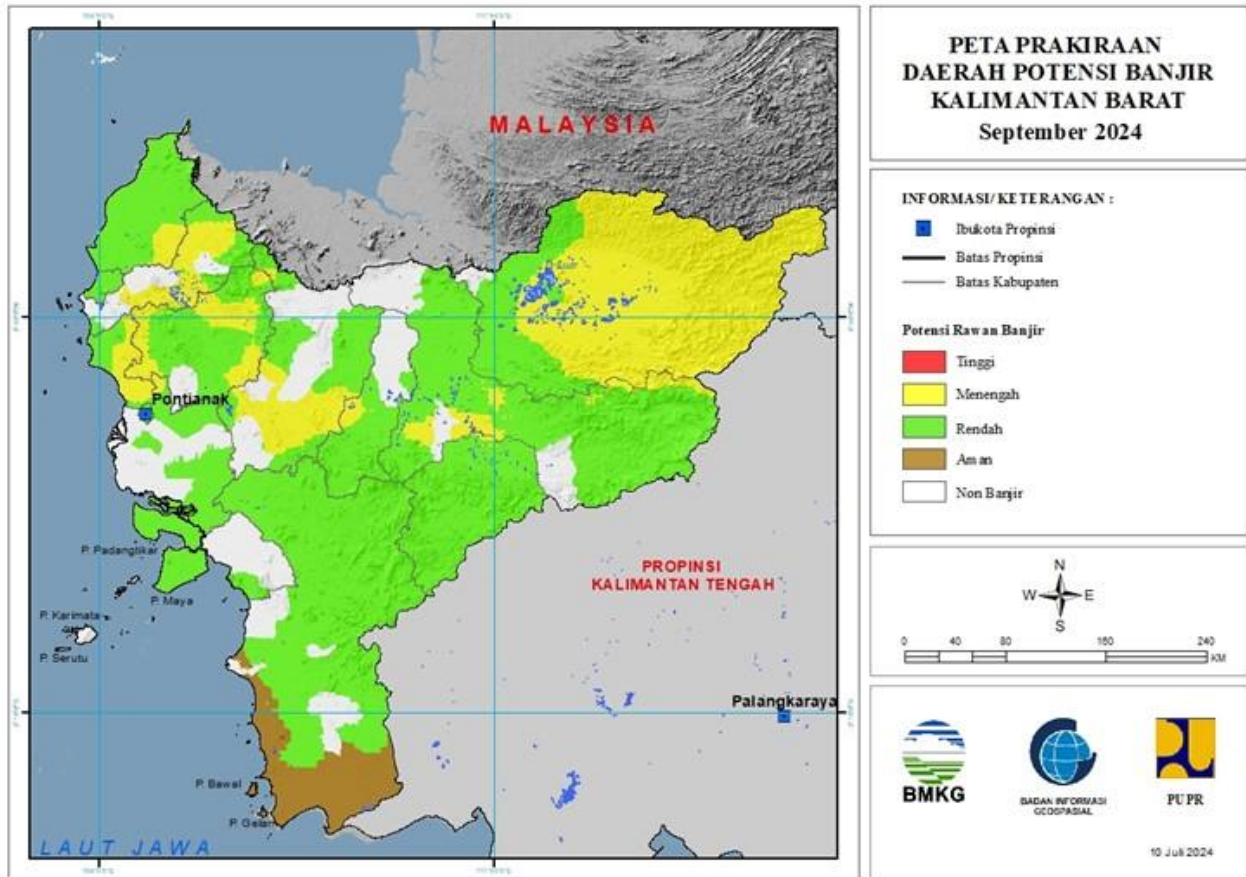 MALAYSIA
Pontianak
P. Padangtikar
P. Maya
P. Karimata
P. Serutu
PROPINSI
KALIMANTAN TENGAH
Palangkaraya
P. Bawal
P. Gelam
LAUT JAWA
PETA PRAKIRAAN
DAERAH POTENSI BANJIR
KALIMANTAN BARAT
September 2024
INFORMASI/KETERANGAN :
Ibukota Propinsi
Batas Propinsi
Batas Kabupaten
Potensi Rawan Banjir
Tinggi
Menengah
Rendah
Aman
Non Banjir
N
W E
S
0 40 80 160 240
KM
BMKG
BADAN INFORMASI
GEOSPASIAL
PUPR
10 Juli 2024